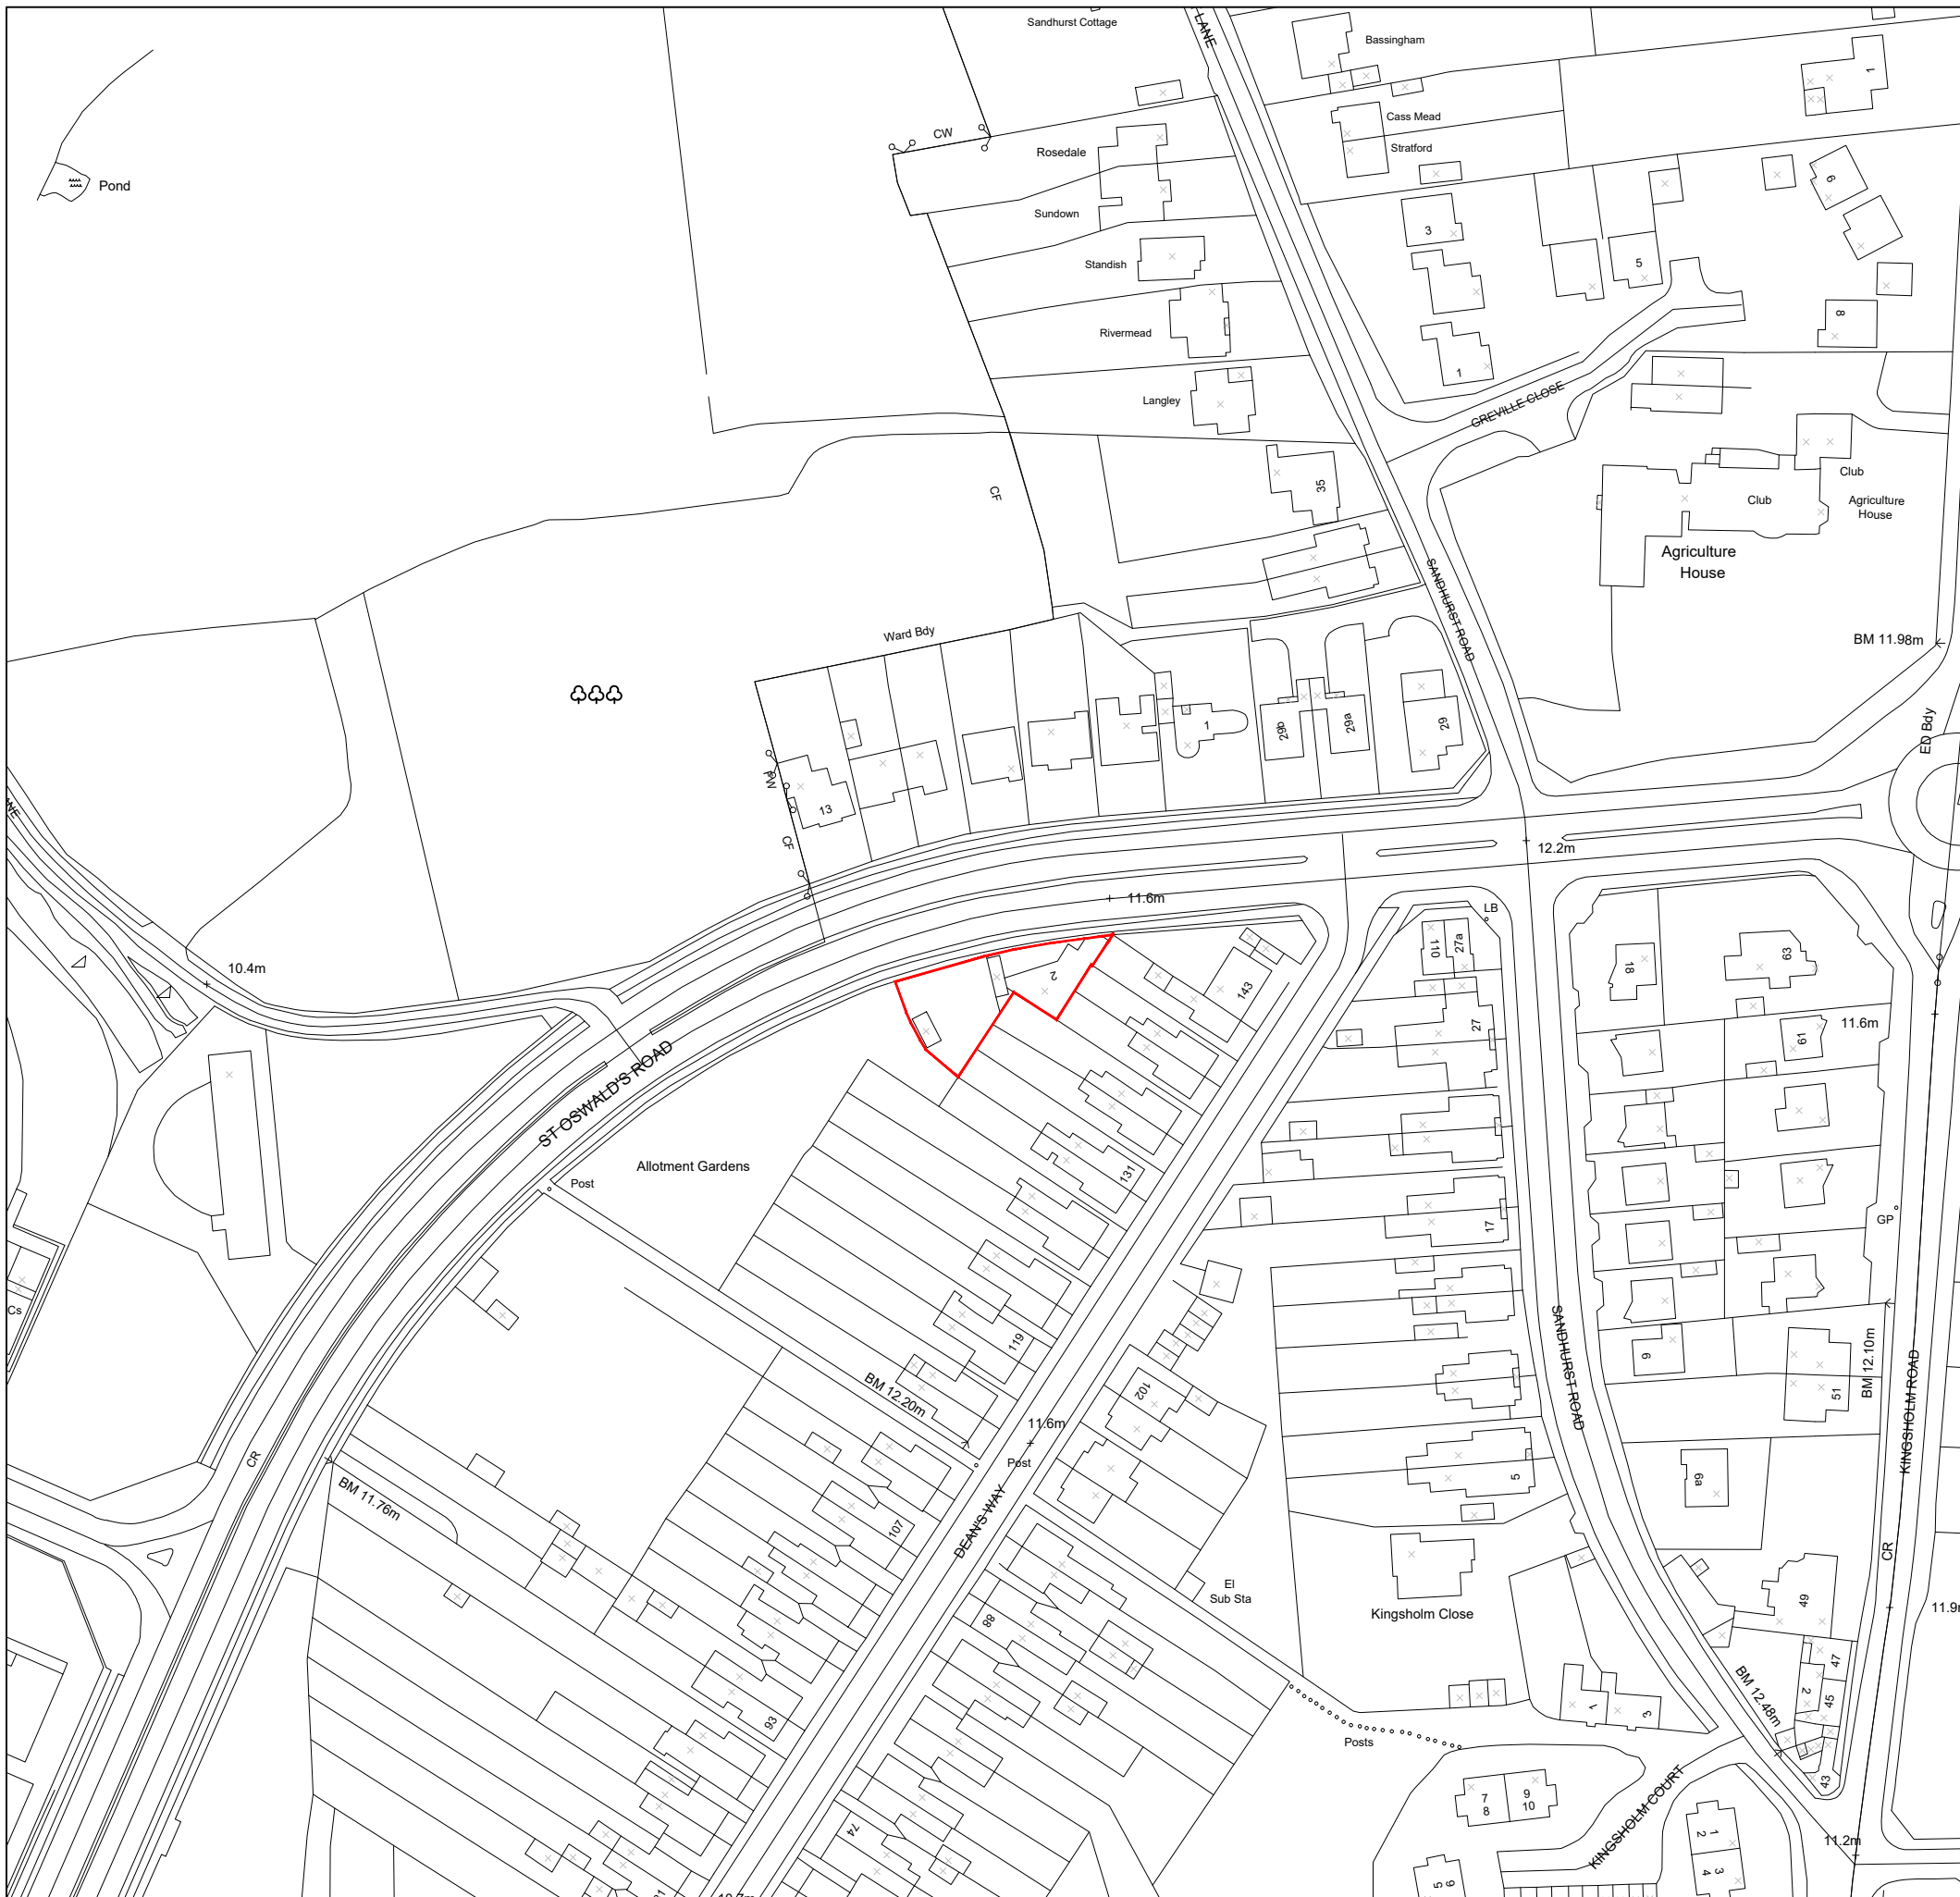 Sandhurst Cottage
LANE
Bassingham
1
CW
Cass Mead
Rosedale
Stratford
Pond
6
Sundown
3
Standish
5
8
Rivermead
1
Langley
GREVILLE CLOSE
Club
35
CF
Club
Agriculture
House
Agriculture
House
SANDHURST ROAD
Ward Bdy
BM 11.98m
1
29b
29a
29
ED Bdy
PW
13
CF
12.2m
11.6m
LB
110
27a
10.4m
2
18
63
143
27
11.6m
61
ST OSWALD'S ROAD
Allotment Gardens
131
Post
17
GP
Cs
119
SANDHURST ROAD
9
BM 12.10m
KINGSHOLM ROAD
102
51
BM 12.20m
11.6m
CR
Post
5
6a
BM 11.76m
107
DEAN'S WAY
CR
El
Sub Sta
49
Kingsholm Close
88
47
BM 12.48m
2
45
1
3
93
Posts
43
KINGSHOLM COURT
7
8
9
10
74
1
2
11.2m
3
4
5
6